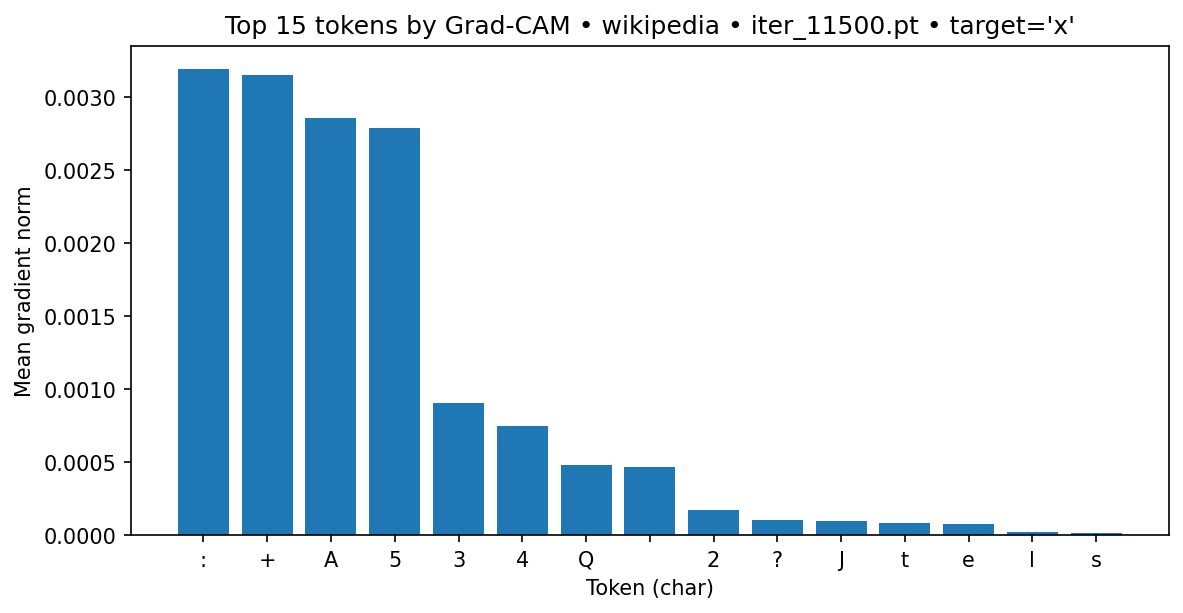 Top 15 tokens by Grad-CAM • wikipedia • iter_11500.pt • target='x'
Mean gradient norm
0.0030
0.0025
0.0020
0.0015
0.0010
0.0005
0.0000
: + A 5 3 4 Q 2 ? J t e l s
Token (char)